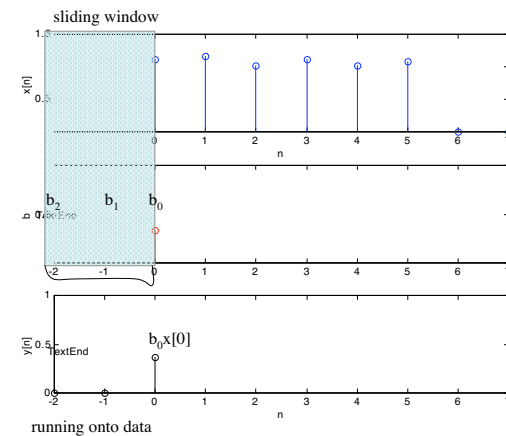 sliding window
1.
x[n]
0.
0 1 2 3 4 5 6
n
b2 b1 b0
b
-2 -1 0 1 2 3 4 5 6
1
b0x[0]
y[n]
0.5
TextEnd
0
-2 -1 0 1 2 3 4 5 6
n
running onto data